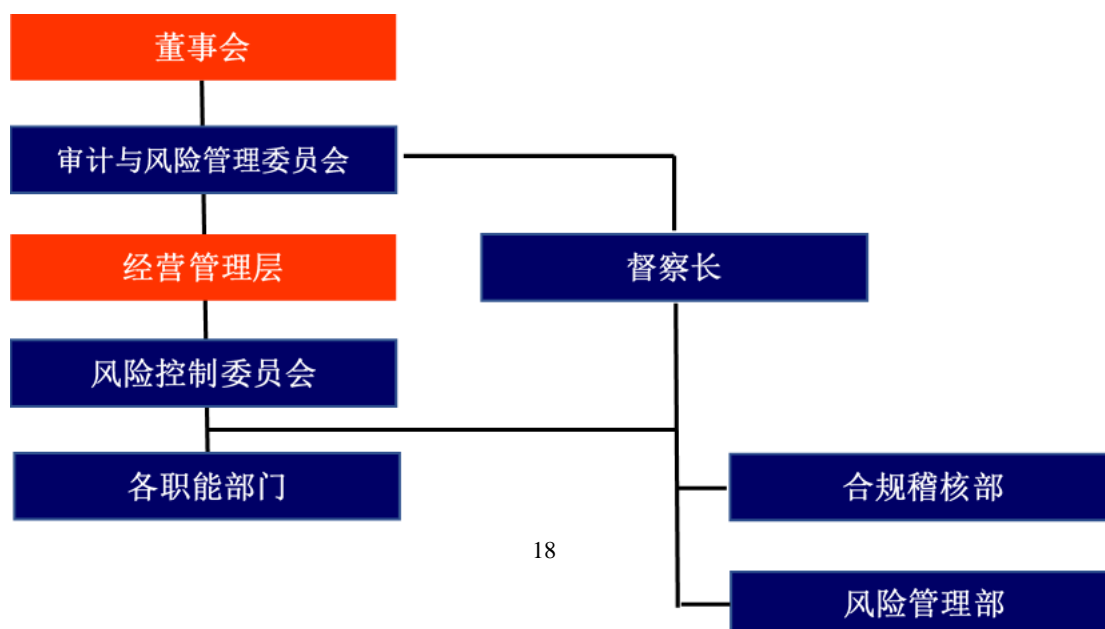 董事会
审计与风险管理委员会
经营管理层
督察长
风险控制委员会
各职能部门
合规稽核部
18
风险管理部